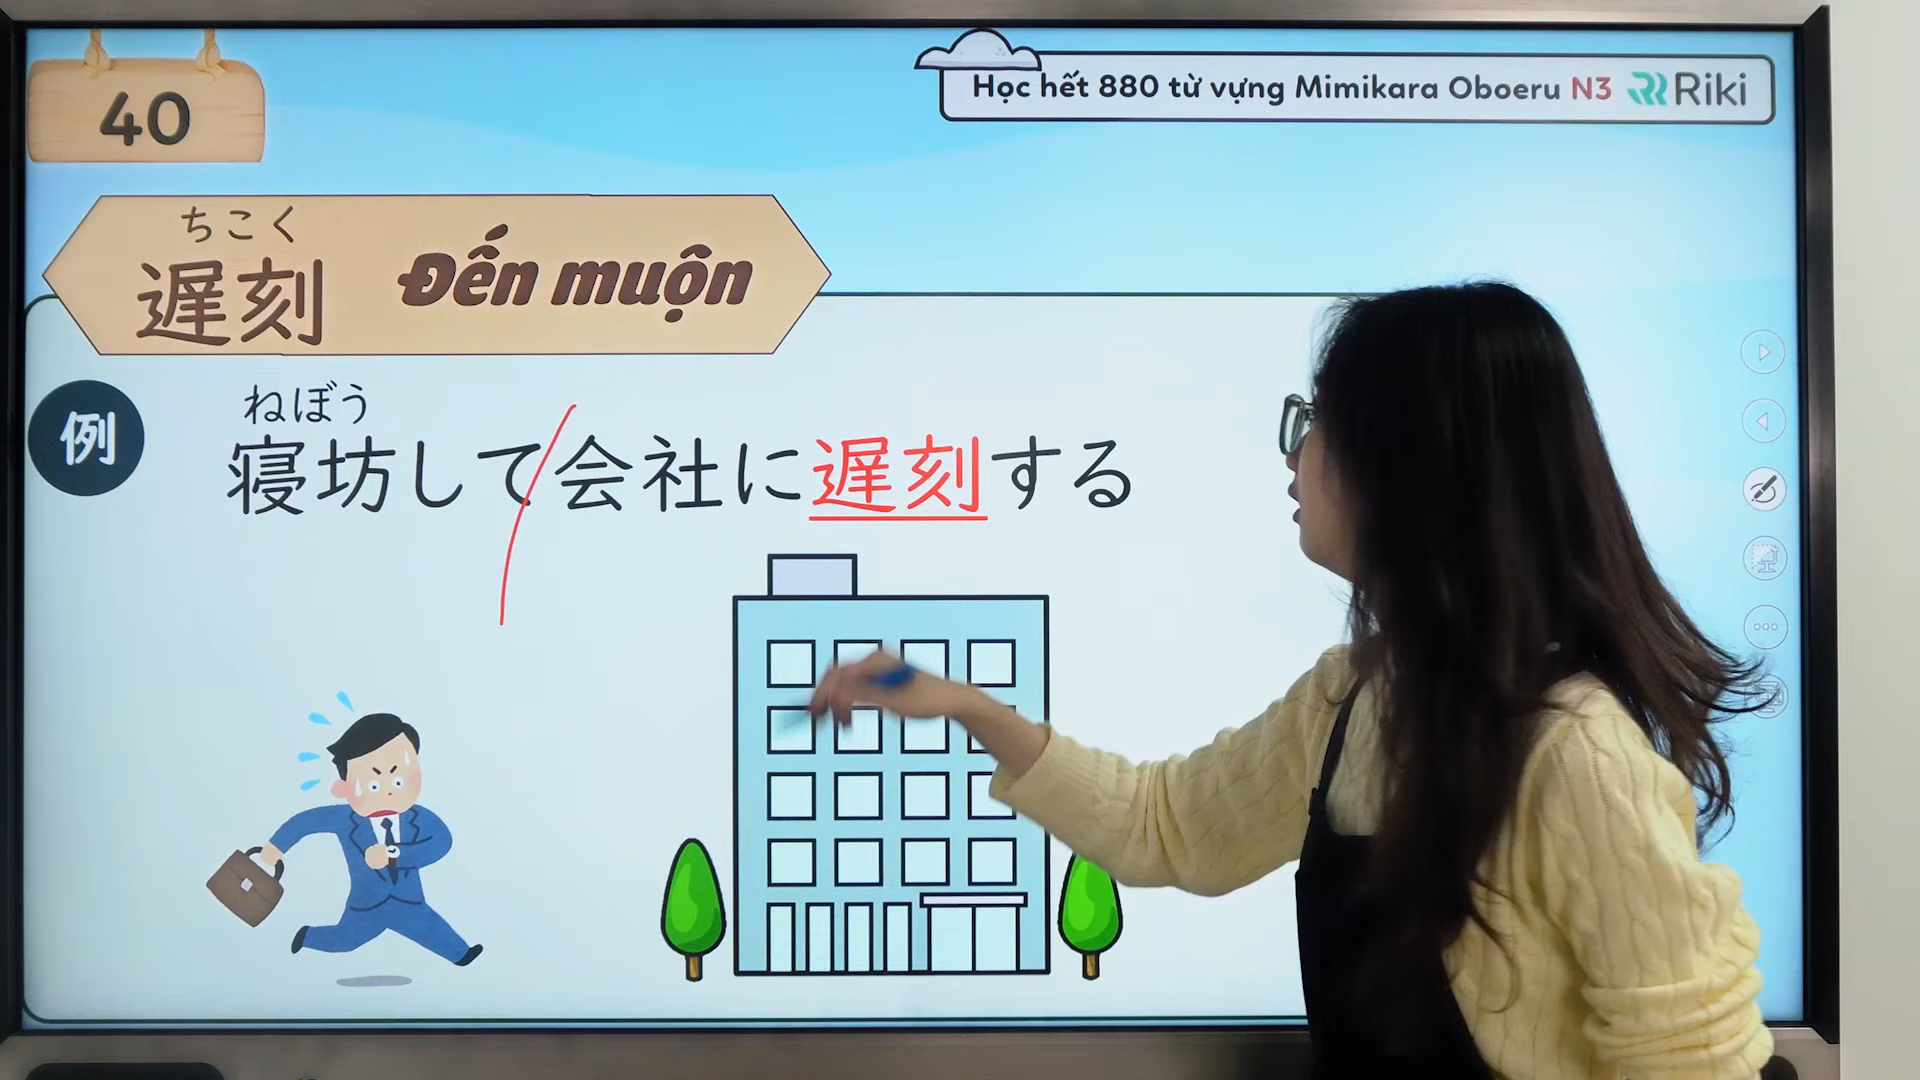 40
Học hết 880 từ vựng Mimikara Oboeru N3 Riki
ちこく
遅刻 Đến muộn
例
ねぼう
寝坊して会社に遅刻する